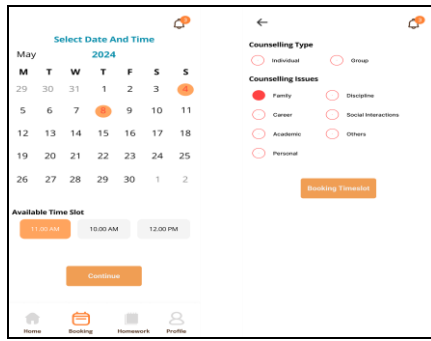 Select Date And Time
May 2024
M T W T F S S
29 30 31 1 2 3 4
5 6 7 8 9 10 11
12 13 14 15 16 17 18
19 20 21 22 23 24 25
26 27 28 29 30 1 2
Available Time Slot
11.00 AM 10.00 AM 12.00 PM
Continue
Home Booking Homework Profile
Counselling Type
Individual Group
Counselling Issues
Family Discipline
Career Social Interactions
Academic Others
Personal
Booking Timeslot